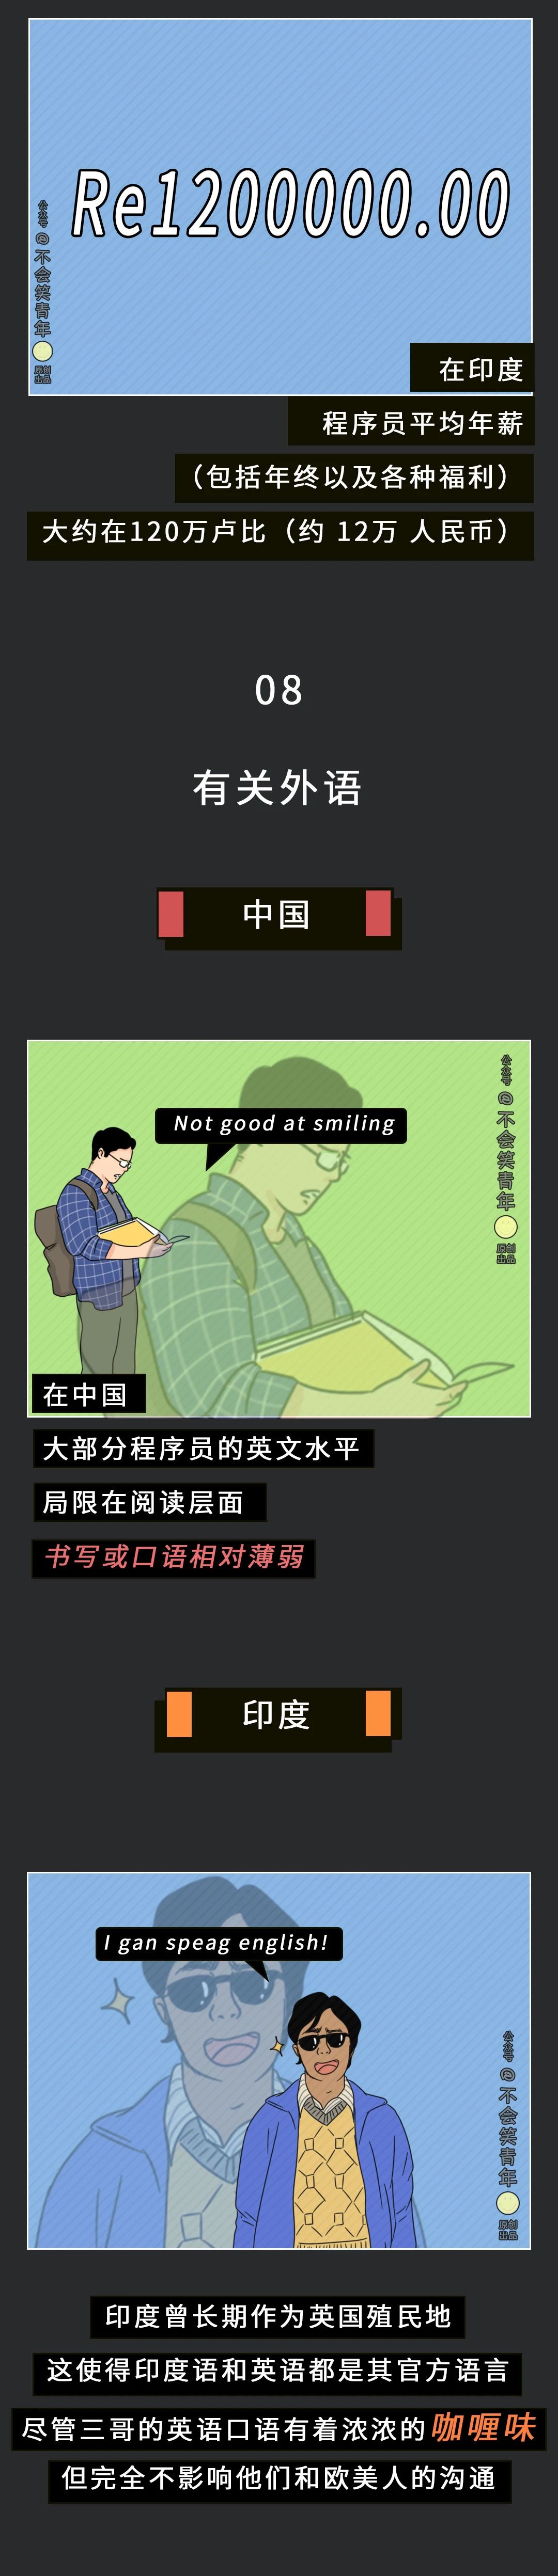 Re1200000.00
公众号@不会笑青年
原创出品
在印度
程序员平均年薪
（包括年终以及各种福利）
大约在120万卢比（约 12万 人民币）
08
有关外语
中国
Not good at smiling
公众号@不会笑青年
原创出品
在中国
大部分程序员的英文水平
局限在阅读层面
书写或口语相对薄弱
印度
I gan speag english!
公众号@不会笑青年
原创出品
印度曾长期作为英国殖民地
这使得印度语和英语都是其官方语言
尽管三哥的英语口语有着浓浓的咖喱味
但完全不影响他们和欧美人的沟通